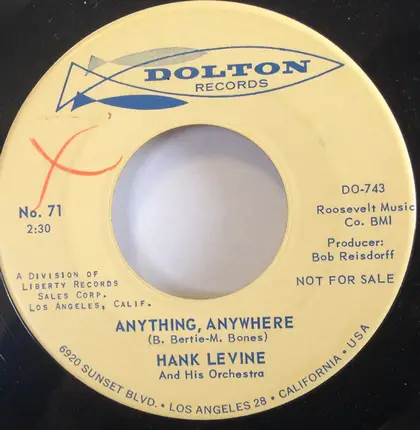 DOLTON
RECORDS
No. 71
2:30
DO-743
Roosevelt Music
Co. BMI
Producer:
Bob Reisdorff
NOT FOR SALE
A DIVISION OF
LIBERTY RECORDS
SALES CORP.
LOS ANGELES, CALIF.
ANYTHING, ANYWHERE
(B. Bertie-M. Bones)
HANK LEVINE
And His Orchestra
6920 SUNSET BLVD. • LOS ANGELES 28 • CALIFORNIA • USA